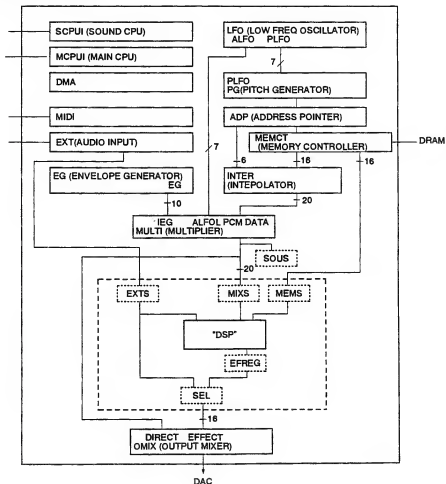 SCPUI (SOUND CPU)
LFO (LOW FREQ OSCILLATOR)
ALFO PLFO
MCPUI (MAIN CPU)
7
DMA
PLFO
PG(PITCH GENERATOR)
MIDI
ADP (ADDRESS POINTER)
EXT(AUDIO INPUT)
7
MEMCT
(MEMORY CONTROLLER)
DRAM
6
16
16
EG (ENVELOPE GENERATOR)
EG
INTER
(INTEPOLATOR)
10
20
IEG ALFOL PCM DATA
MULTI (MULTIPLIER)
SOUS
20
EXTS
MIXS
MEMS
"DSP"
EFREG
SEL
16
DIRECT EFFECT
OMIX (OUTPUT MIXER)
DAC